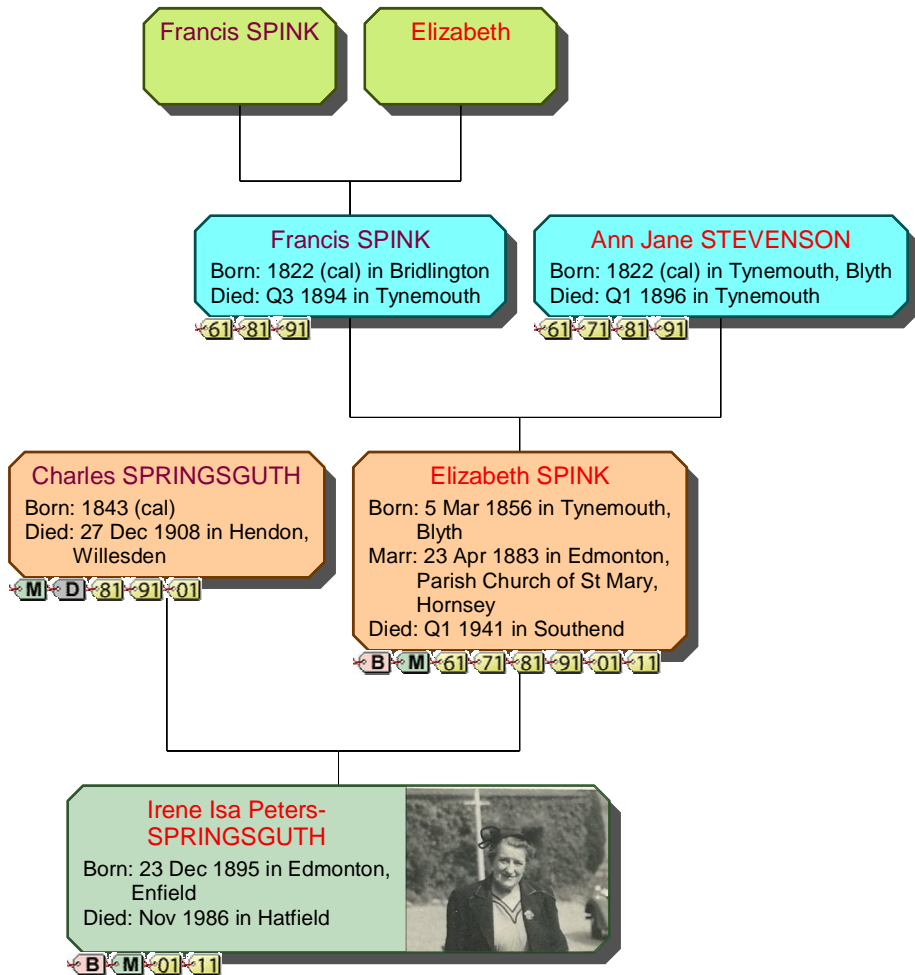 Francis SPINK
Elizabeth
Francis SPINK
Born: 1822 (cal) in Bridlington
Died: Q3 1894 in Tynemouth
61 81 91
Ann Jane STEVENSON
Born: 1822 (cal) in Tynemouth, Blyth
Died: Q1 1896 in Tynemouth
61 71 81 91
Charles SPRINGSGUTH
Born: 1843 (cal)
Died: 27 Dec 1908 in Hendon,
Willesden
M D 81 91 01
Elizabeth SPINK
Born: 5 Mar 1856 in Tynemouth,
Blyth
Marr: 23 Apr 1883 in Edmonton,
Parish Church of St Mary,
Hornsey
Died: Q1 1941 in Southend
B M 61 71 81 91 01 11
Irene Isa Peters-
SPRINGSGUTH
Born: 23 Dec 1895 in Edmonton,
Enfield
Died: Nov 1986 in Hatfield
B M 01 11